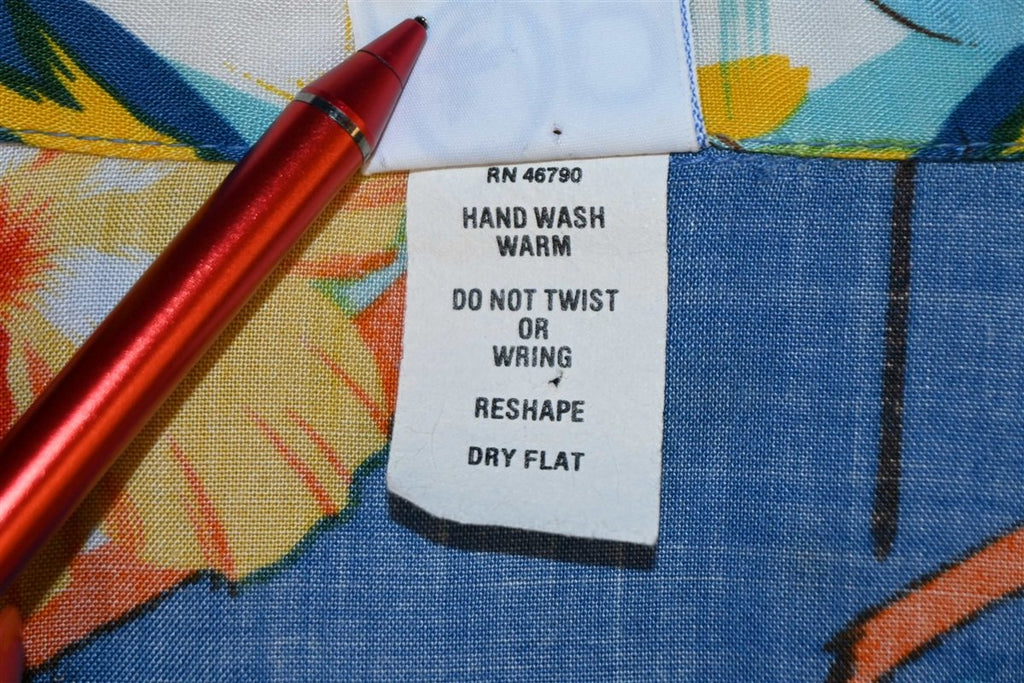 RN 46790
HAND WASH
WARM
DO NOT TWIST
OR
WRING
RESHAPE
DRY FLAT